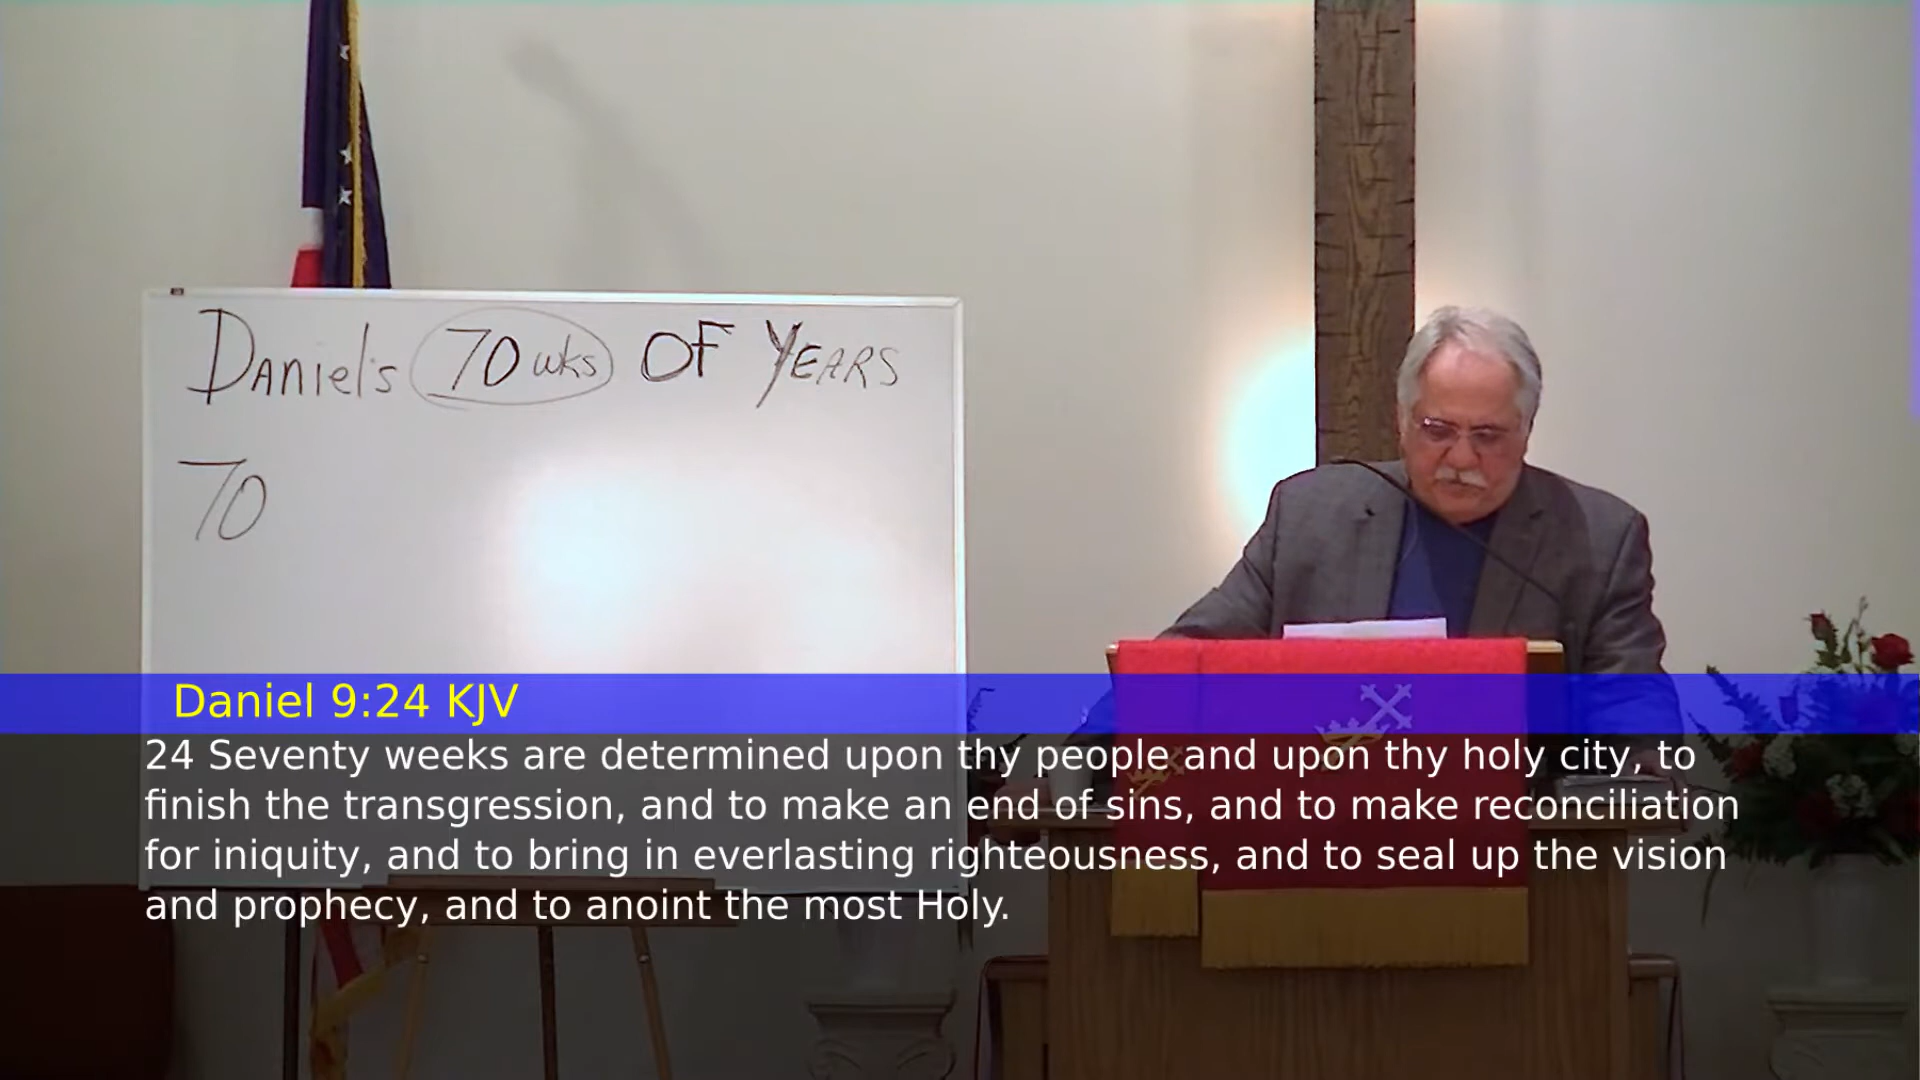 Daniel's 70 wks OF YEARS
70
Daniel 9:24 KJV
24 Seventy weeks are determined upon thy people and upon thy holy city, to
finish the transgression, and to make an end of sins, and to make reconciliation
for iniquity, and to bring in everlasting righteousness, and to seal up the vision
and prophecy, and to anoint the most Holy.